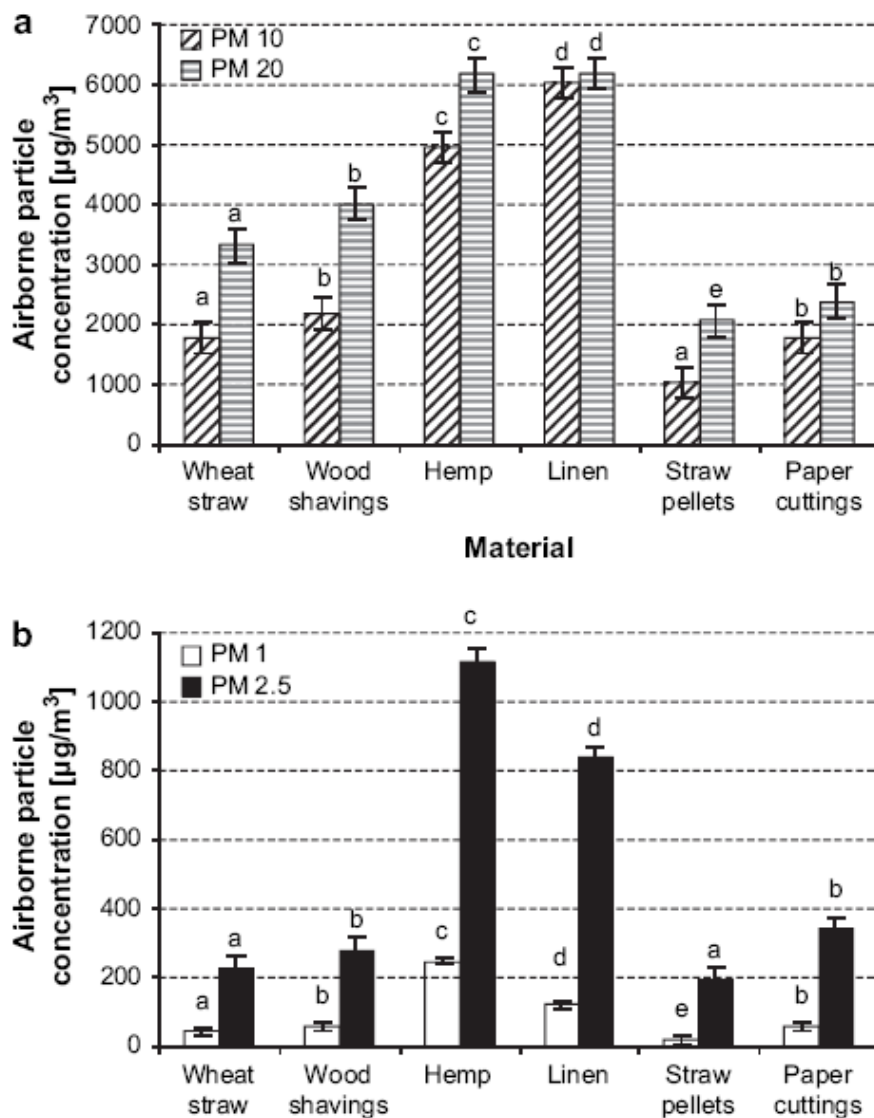 a
7000
6000
5000
4000
3000
2000
1000
0
Airborne particle
concentration [µg/m³]
PM 10
PM 20
a a b b c c d d a e b b
Wheat straw
Wood shavings
Hemp
Linen
Straw pellets
Paper cuttings
Material
b
1200
1000
800
600
400
200
0
Airborne particle
concentration [µg/m³]
PM 1
PM 2.5
a a b b c c d d e a b b
Wheat straw
Wood shavings
Hemp
Linen
Straw pellets
Paper cuttings